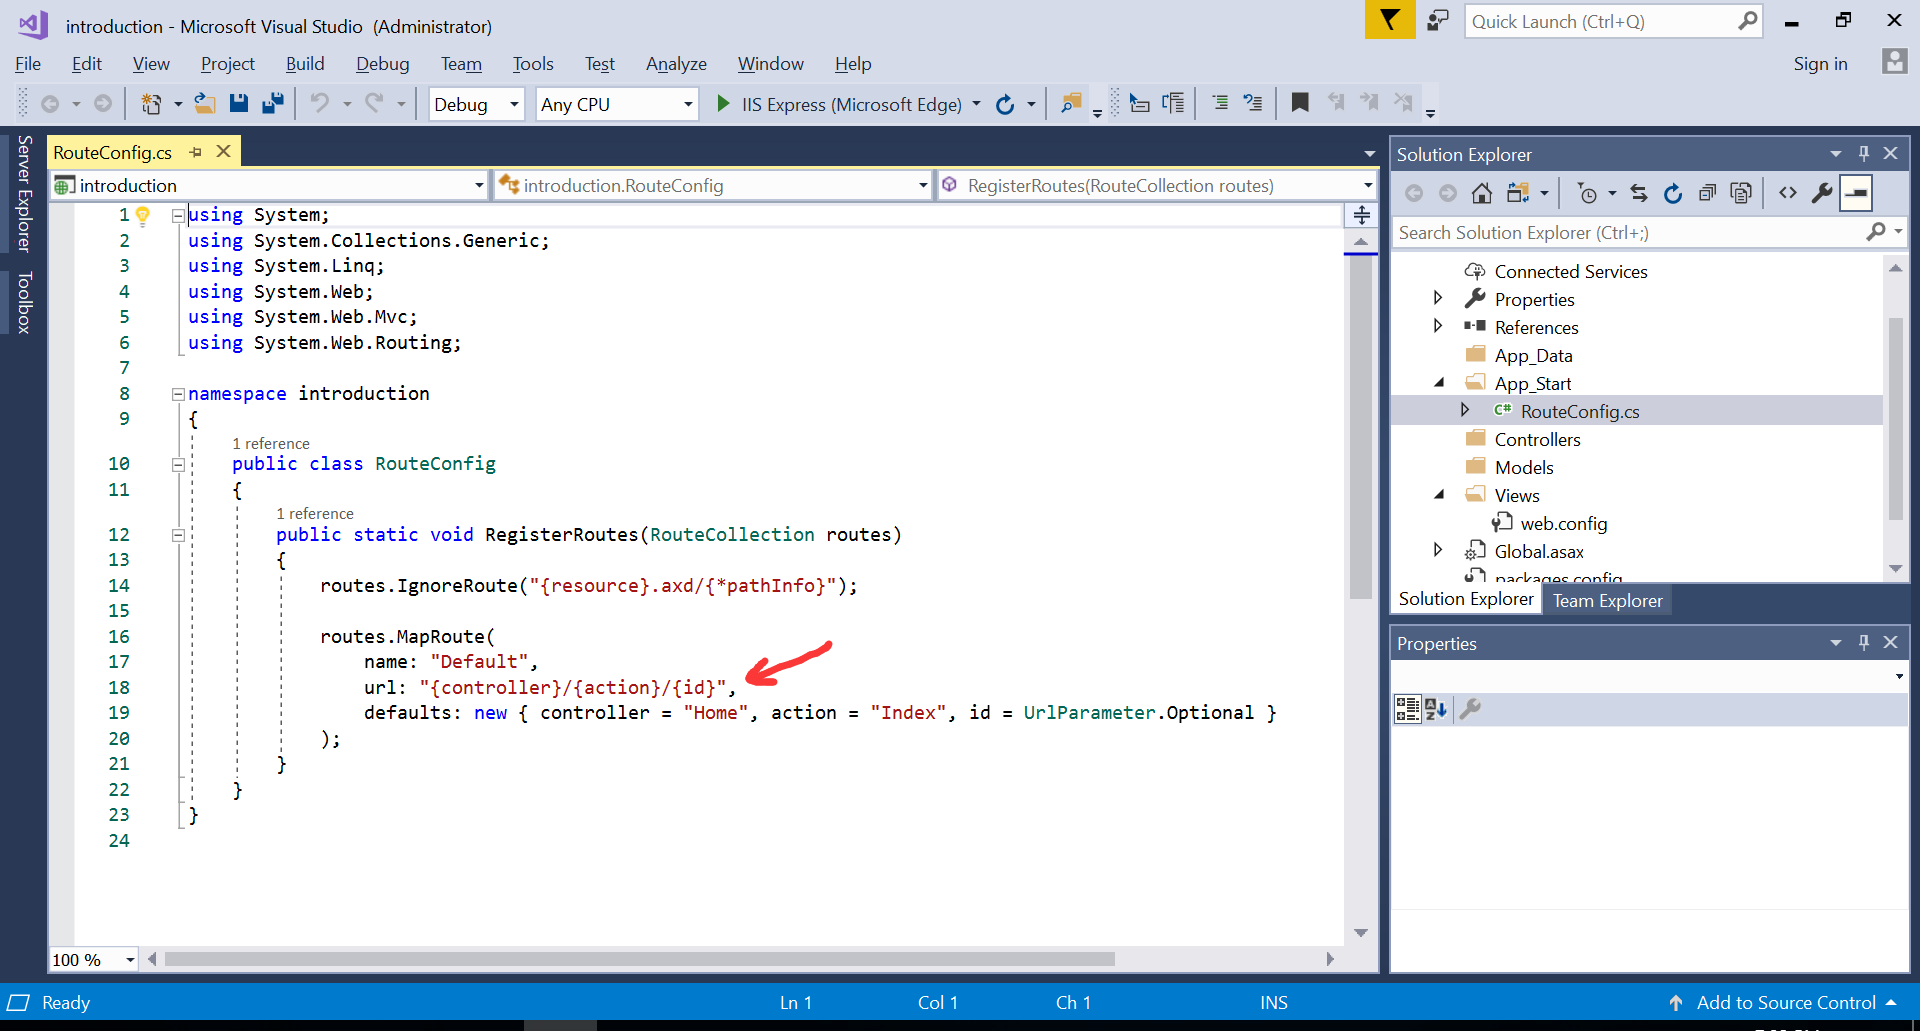 introduction - Microsoft Visual Studio (Administrator)
Quick Launch (Ctrl+Q)
File Edit View Project Build Debug Team Tools Test Analyze Window Help
Sign in
Debug Any CPU IIS Express (Microsoft Edge)
Server Explorer
Toolbox
RouteConfig.cs
introduction introduction.RouteConfig RegisterRoutes(RouteCollection routes)
1 using System;
2 using System.Collections.Generic;
3 using System.Linq;
4 using System.Web;
5 using System.Web.Mvc;
6 using System.Web.Routing;
7
8 namespace introduction
9 {
1 reference
10 public class RouteConfig
11 {
1 reference
12 public static void RegisterRoutes(RouteCollection routes)
13 {
14 routes.IgnoreRoute("{resource}.axd/{*pathInfo}");
15
16 routes.MapRoute(
17 name: "Default",
18 url: "{controller}/{action}/{id}",
19 defaults: new { controller = "Home", action = "Index", id = UrlParameter.Optional }
20 );
21 }
22 }
23 }
24
100 %
Solution Explorer
Search Solution Explorer (Ctrl+;)
Connected Services
Properties
References
App_Data
App_Start
C# RouteConfig.cs
Controllers
Models
Views
web.config
Global.asax
packages.config
Solution Explorer Team Explorer
Properties
Ready Ln 1 Col 1 Ch 1 INS Add to Source Control